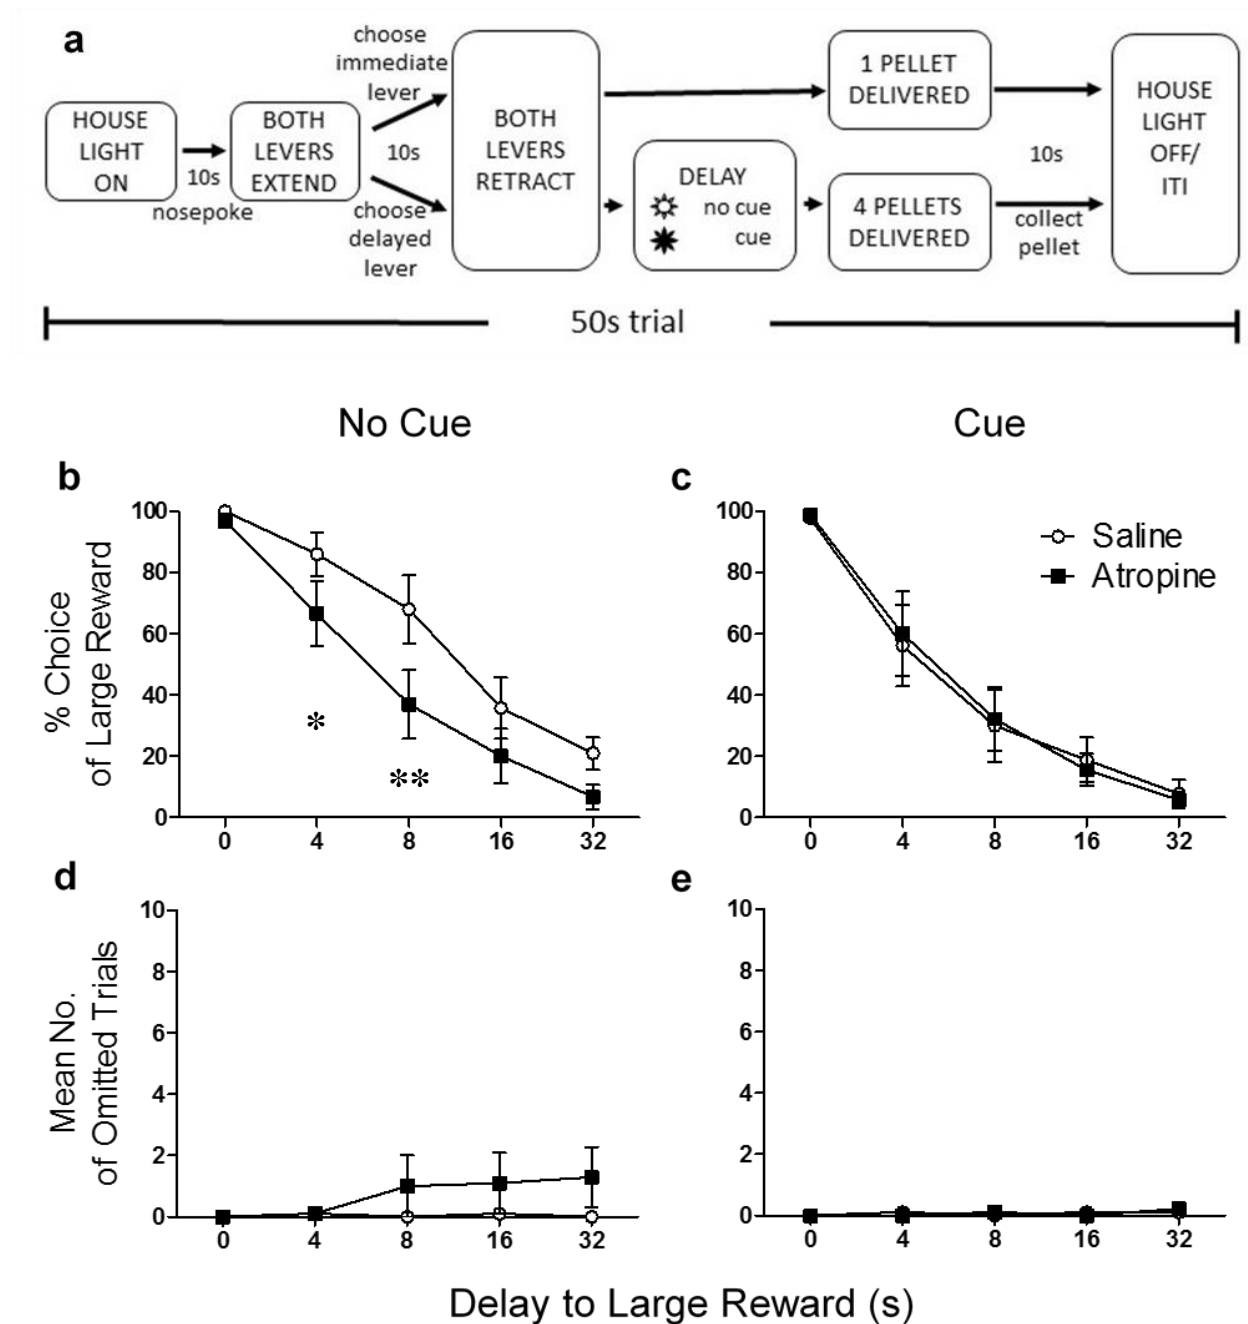 a
HOUSE
LIGHT
ON
10s
nosepoke
BOTH
LEVERS
EXTEND
choose
immediate
lever
10s
choose
delayed
lever
BOTH
LEVERS
RETRACT
1 PELLET
DELIVERED
DELAY
no cue
cue
4 PELLETS
DELIVERED
10s
collect
pellet
HOUSE
LIGHT
OFF/
ITI
50s trial
No Cue
Cue
b
% Choice
of Large Reward
100
80
60
40
20
0
*
**
0 4 8 16 32
c
100
80
60
40
20
0
Saline
Atropine
0 4 8 16 32
d
Mean No.
of Omitted Trials
10
8
6
4
2
0
0 4 8 16 32
e
10
8
6
4
2
0
0 4 8 16 32
Delay to Large Reward (s)